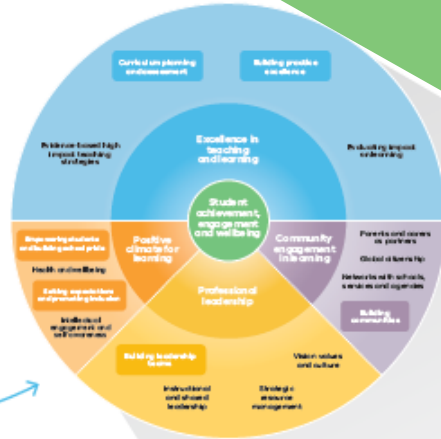 Curriculum planning
and assessment
Building practice
excellence
Evidence-based high
impact teaching
strategies
Excellence in
teaching
and learning
Evaluating impact
on learning
Student
achievement,
engagement
and wellbeing
Empowering students
and building school pride
Health and wellbeing
Setting expectations
and promoting inclusion
Intellectual
engagement and
self-awareness
Positive
climate for
learning
Community
engagement
in learning
Parents and carers
as partners
Global citizenship
Networks with schools,
services and agencies
Building
communities
Professional
leadership
Building leadership
teams
Instructional
and shared
leadership
Strategic
resource
management
Vision values
and culture